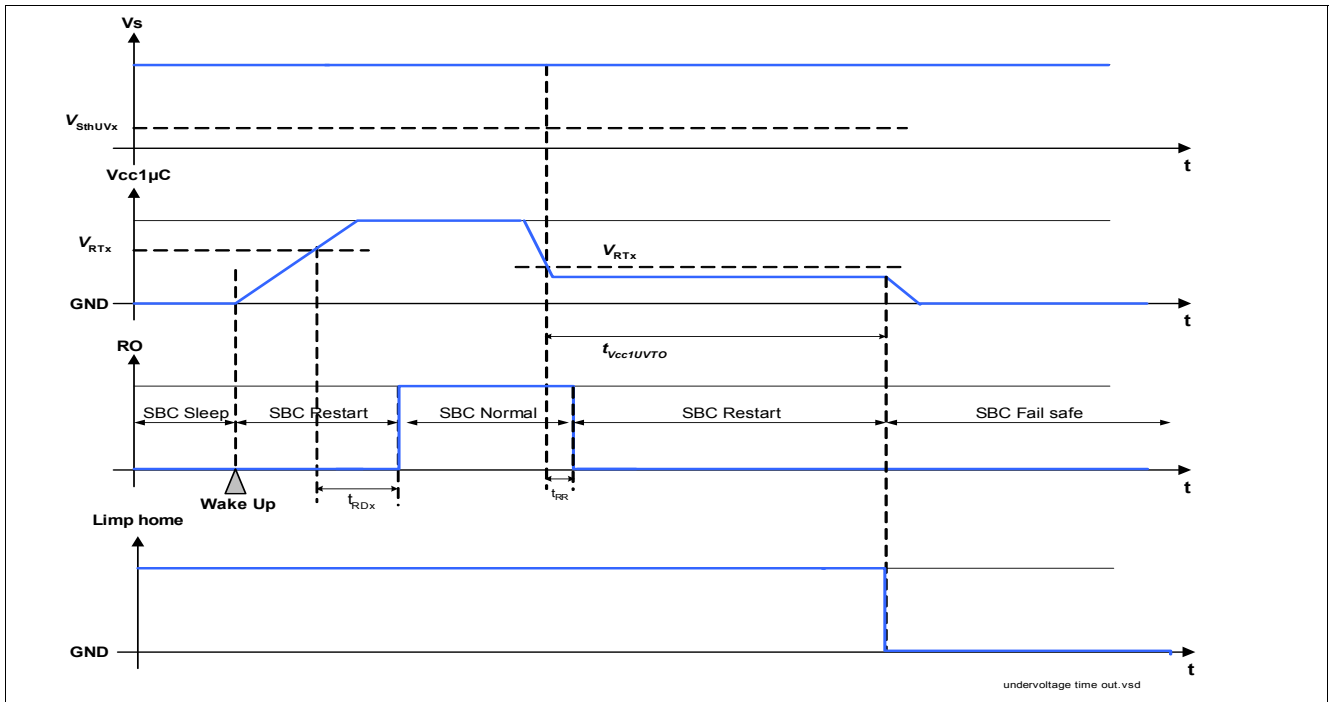 Vs
VSthUVx
t
Vcc1µC
VRTx
VRTx
GND
t
tVcc1UVTO
RO
SBC Sleep
SBC Restart
SBC Normal
SBC Restart
SBC Fail safe
t
Wake Up
tRDx
tRR
Limp home
GND
t
undervoltage time out.vsd